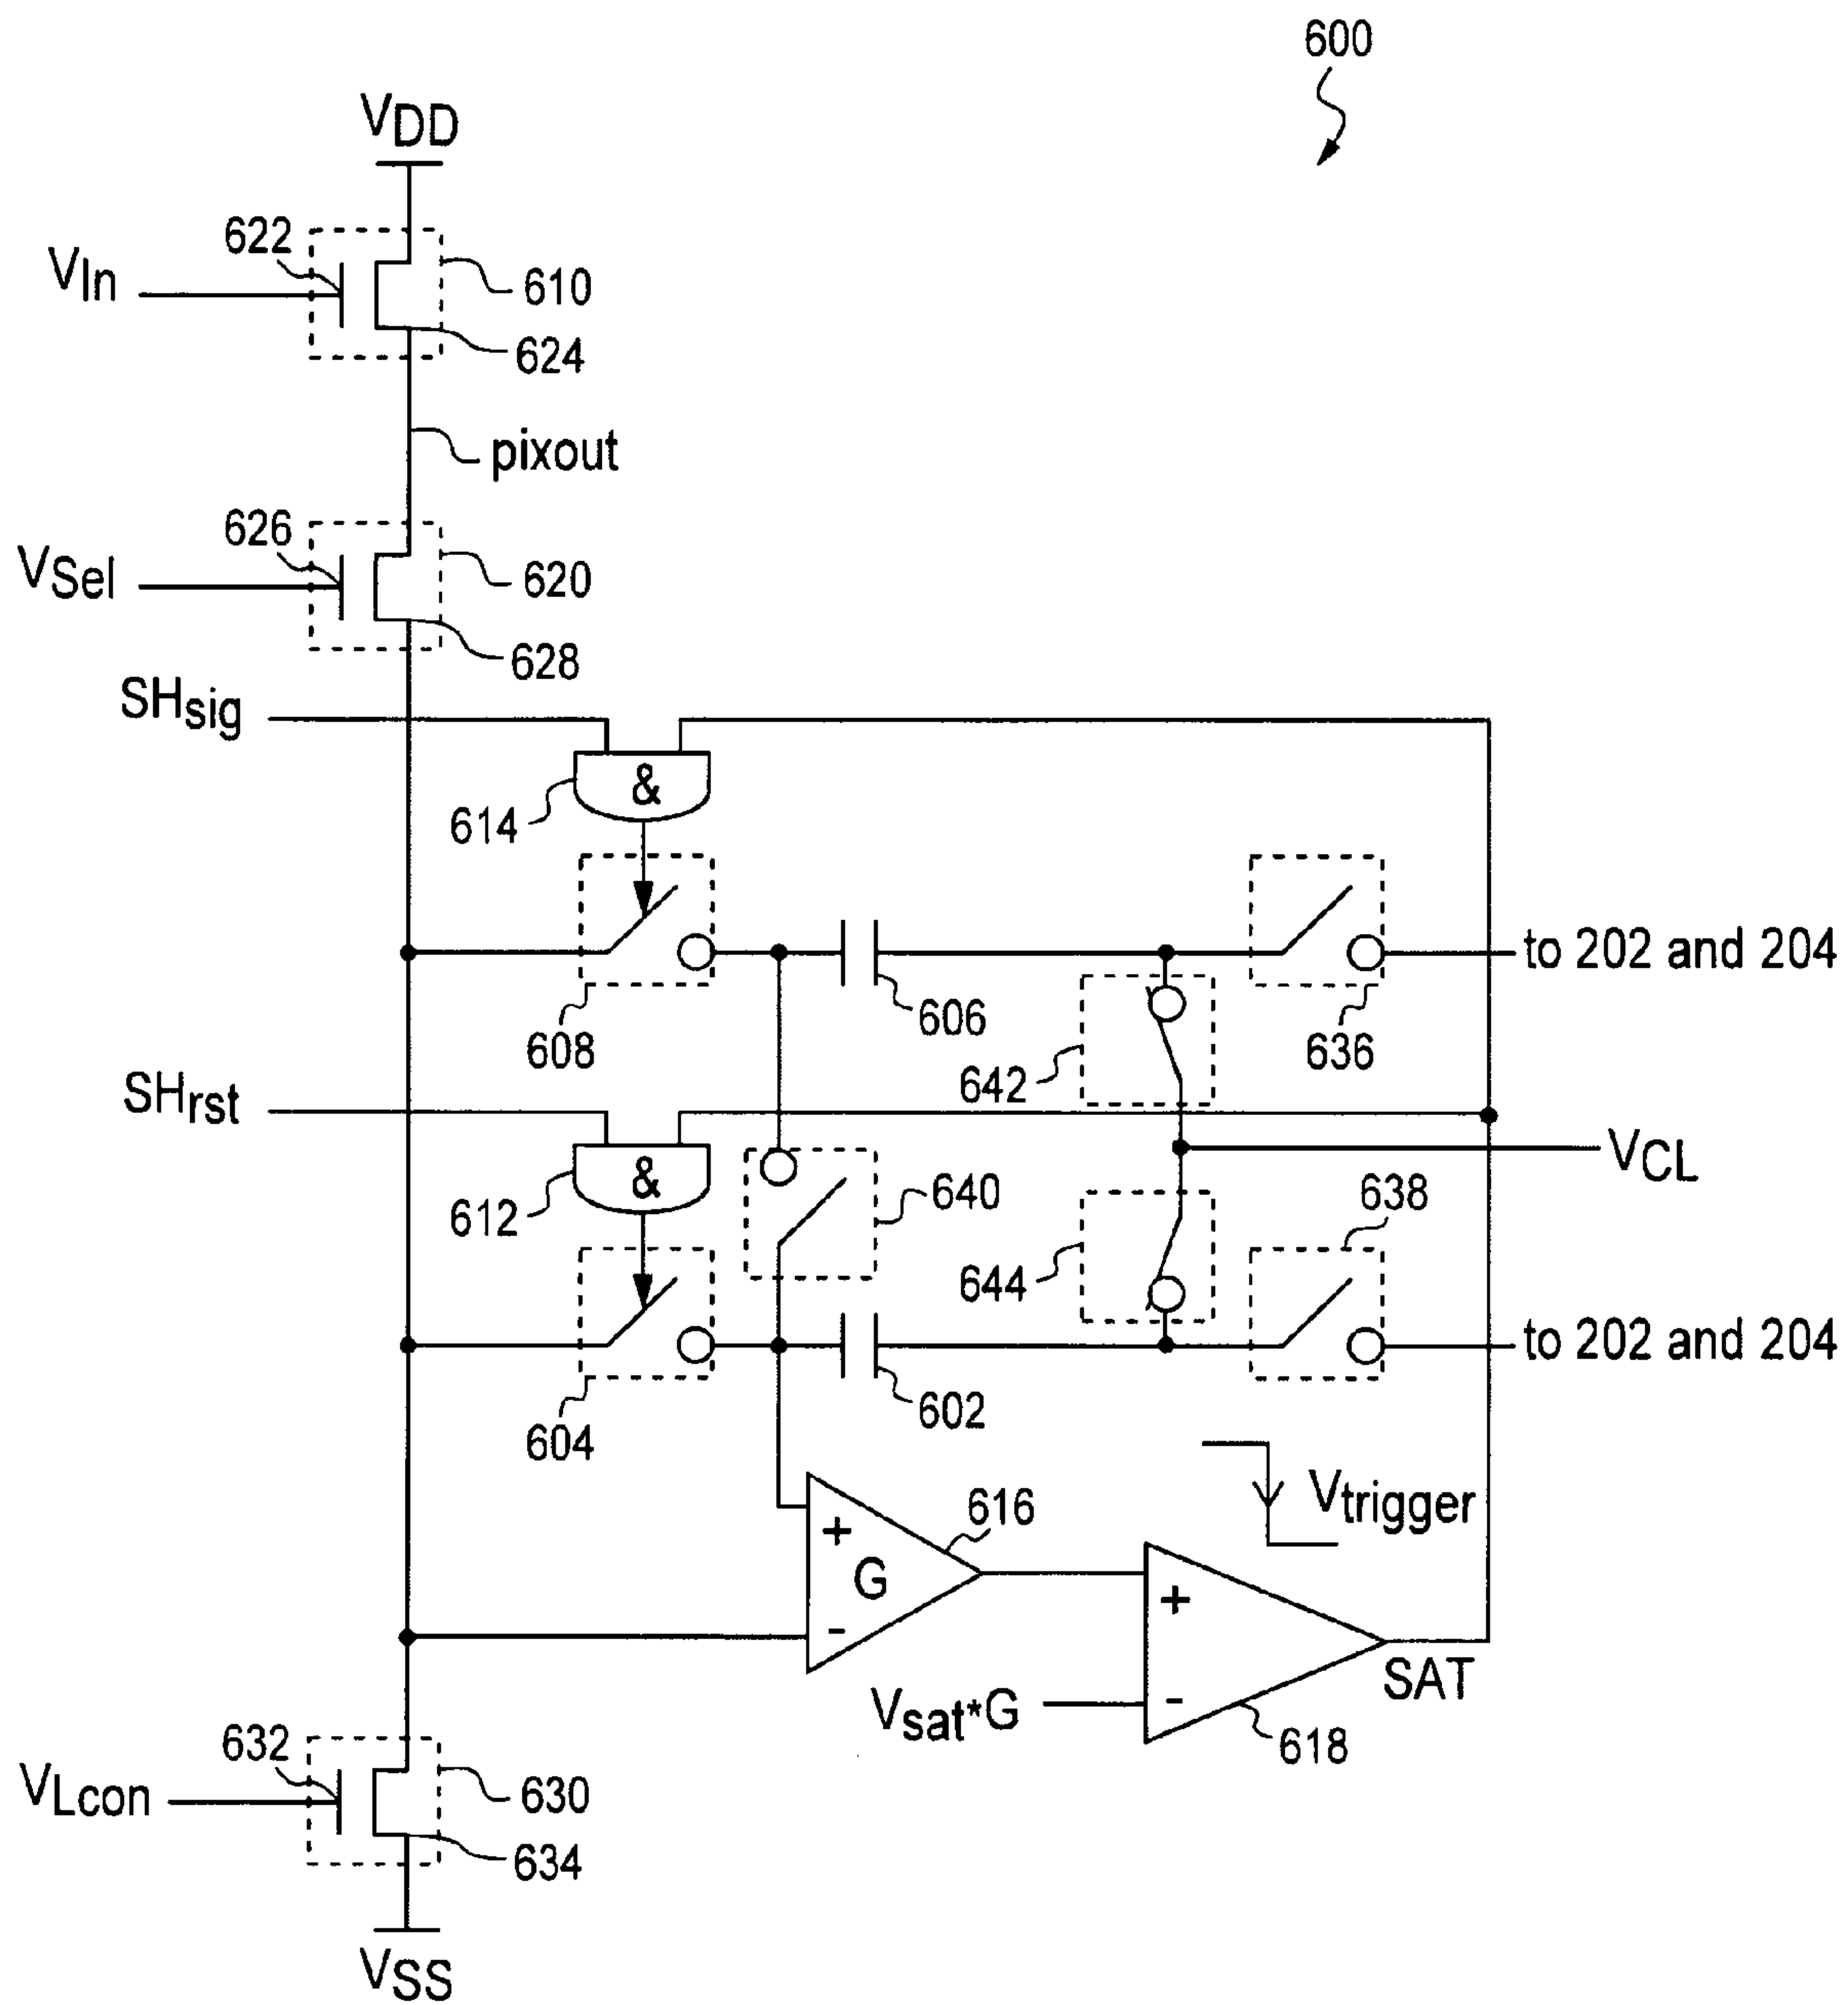 600
VDD
622
VIn
610
624
pixout
626
VSel
620
628
SHsig
&
614
to 202 and 204
608
606
642
636
SHrst
&
612
640
VCL
638
644
to 202 and 204
604
602
616
Vtrigger
+
G
-
+
-
SAT
Vsat*G
618
632
VLcon
630
634
VSS